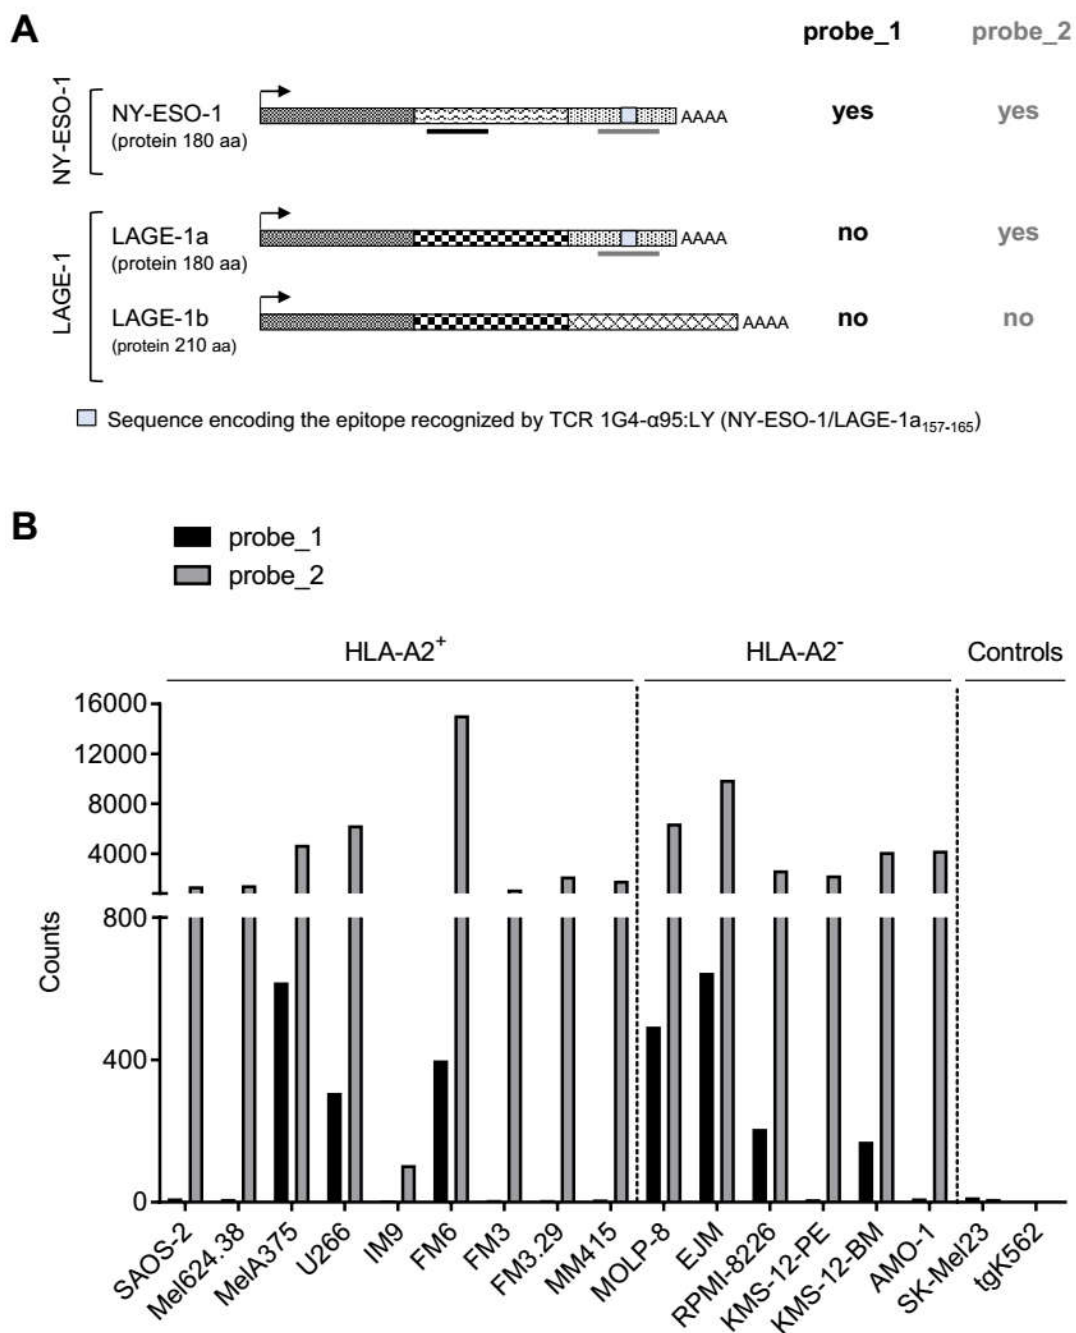 A
probe_1 probe_2
NY-ESO-1
NY-ESO-1
(protein 180 aa)
AAAA
yes yes
LAGE-1
LAGE-1a
(protein 180 aa)
AAAA
no yes
LAGE-1b
(protein 210 aa)
AAAA
no no
Sequence encoding the epitope recognized by TCR 1G4-α95:LY (NY-ESO-1/LAGE-1a157-165)
B
probe_1
probe_2
HLA-A2+ HLA-A2- Controls
16000
12000
8000
4000
800
400
0
Counts
SAOS-2
Mel624.38
MelA375
U266
IM9
FM6
FM3
FM3.29
MM415
MOLP-8
EJM
RPMI-8226
KMS-12-PE
KMS-12-BM
AMO-1
SK-Mel23
tgK562